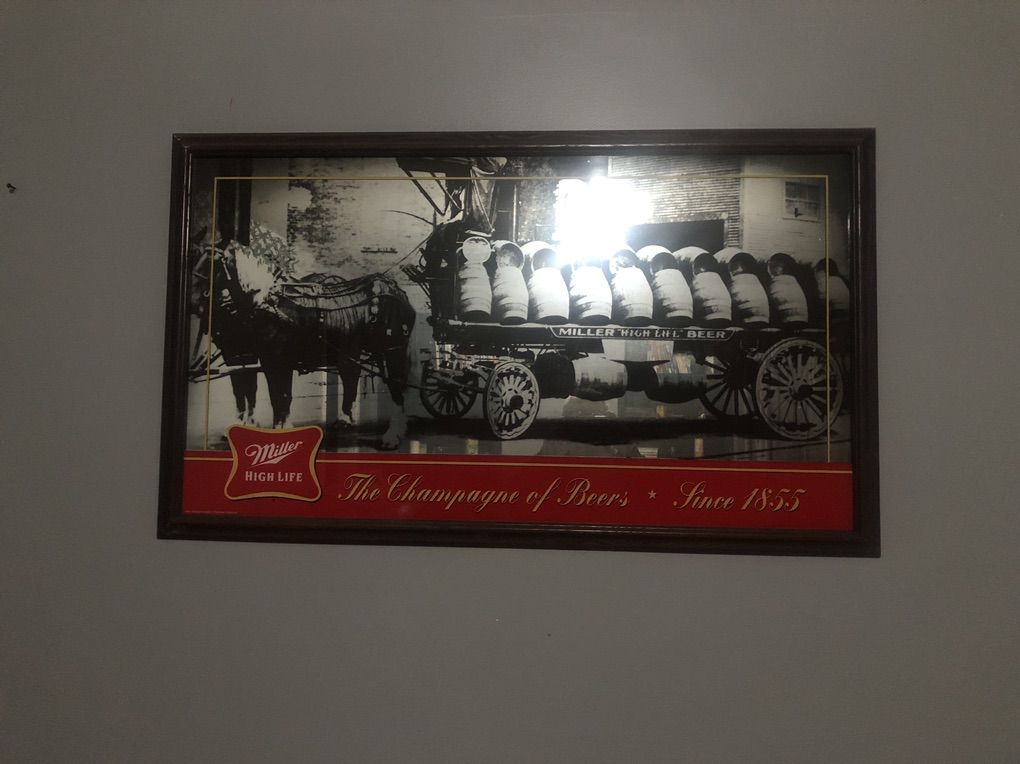 MILLER HIGH LIFE BEER
Miller
HIGH LIFE
The Champagne of Beers ★ Since 1855